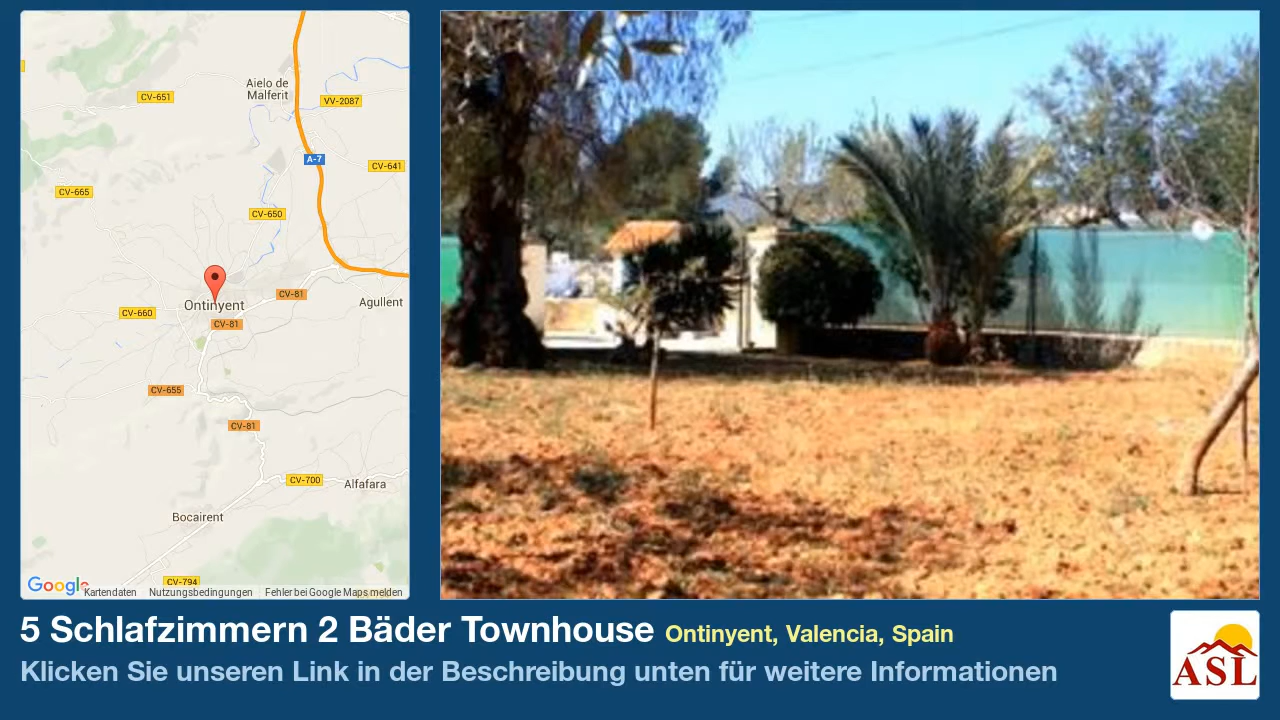 Aielo de
Malferit
CV-651
VV-2087
A-7
CV-641
CV-665
CV-650
CV-81
Ontinyent
Agullent
CV-660
CV-81
CV-655
CV-81
CV-700
Alfafara
Bocairent
CV-794
Google
Kartendaten Nutzungsbedingungen Fehler bei Google Maps melden
5 Schlafzimmern 2 Bäder Townhouse Ontinyent, Valencia, Spain
Klicken Sie unseren Link in der Beschreibung unten für weitere Informationen
ASL